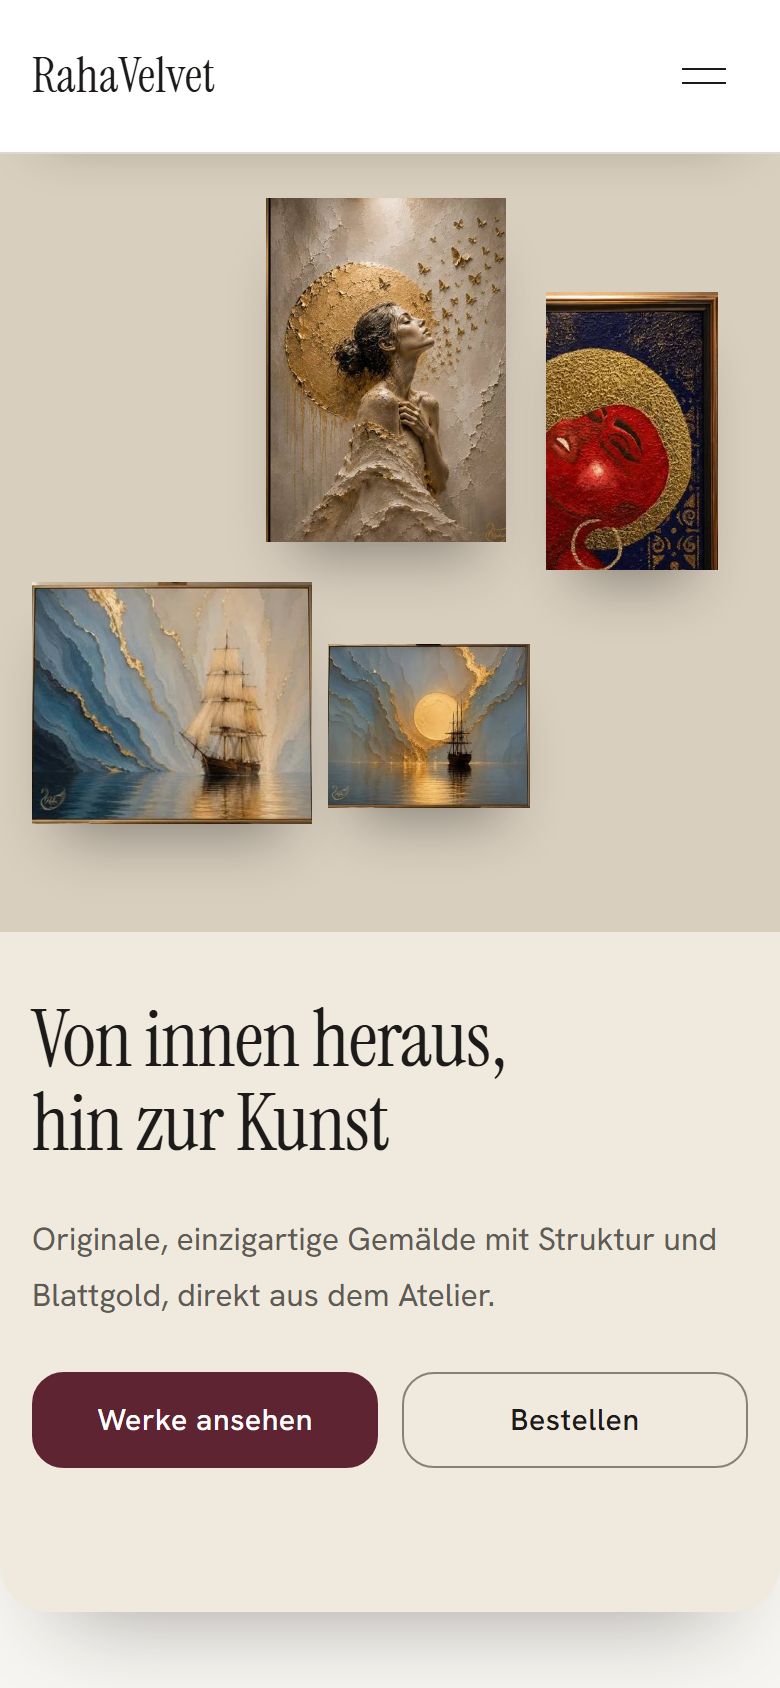 RahaVelvet
Von innen heraus,
hin zur Kunst
Originale, einzigartige Gemälde mit Struktur und
Blattgold, direkt aus dem Atelier.
Werke ansehen
Bestellen